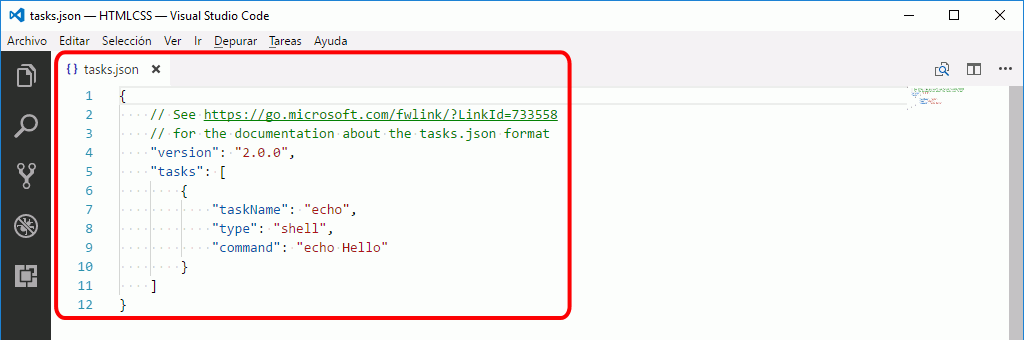 tasks.json — HTMLCSS — Visual Studio Code
Archivo Editar Selección Ver Ir Depurar Tareas Ayuda
{ } tasks.json ×
1 {
2 // See https://go.microsoft.com/fwlink/?LinkId=733558
3 // for the documentation about the tasks.json format
4 "version": "2.0.0",
5 "tasks": [
6 {
7 "taskName": "echo",
8 "type": "shell",
9 "command": "echo Hello"
10 }
11 ]
12 }